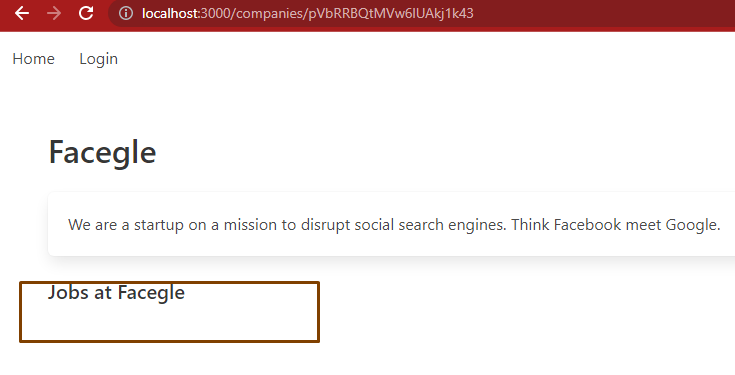 localhost:3000/companies/pVbRRBQtMVw6lUAkj1k43
Home Login
Facegle
We are a startup on a mission to disrupt social search engines. Think Facebook meet Google.
Jobs at Facegle